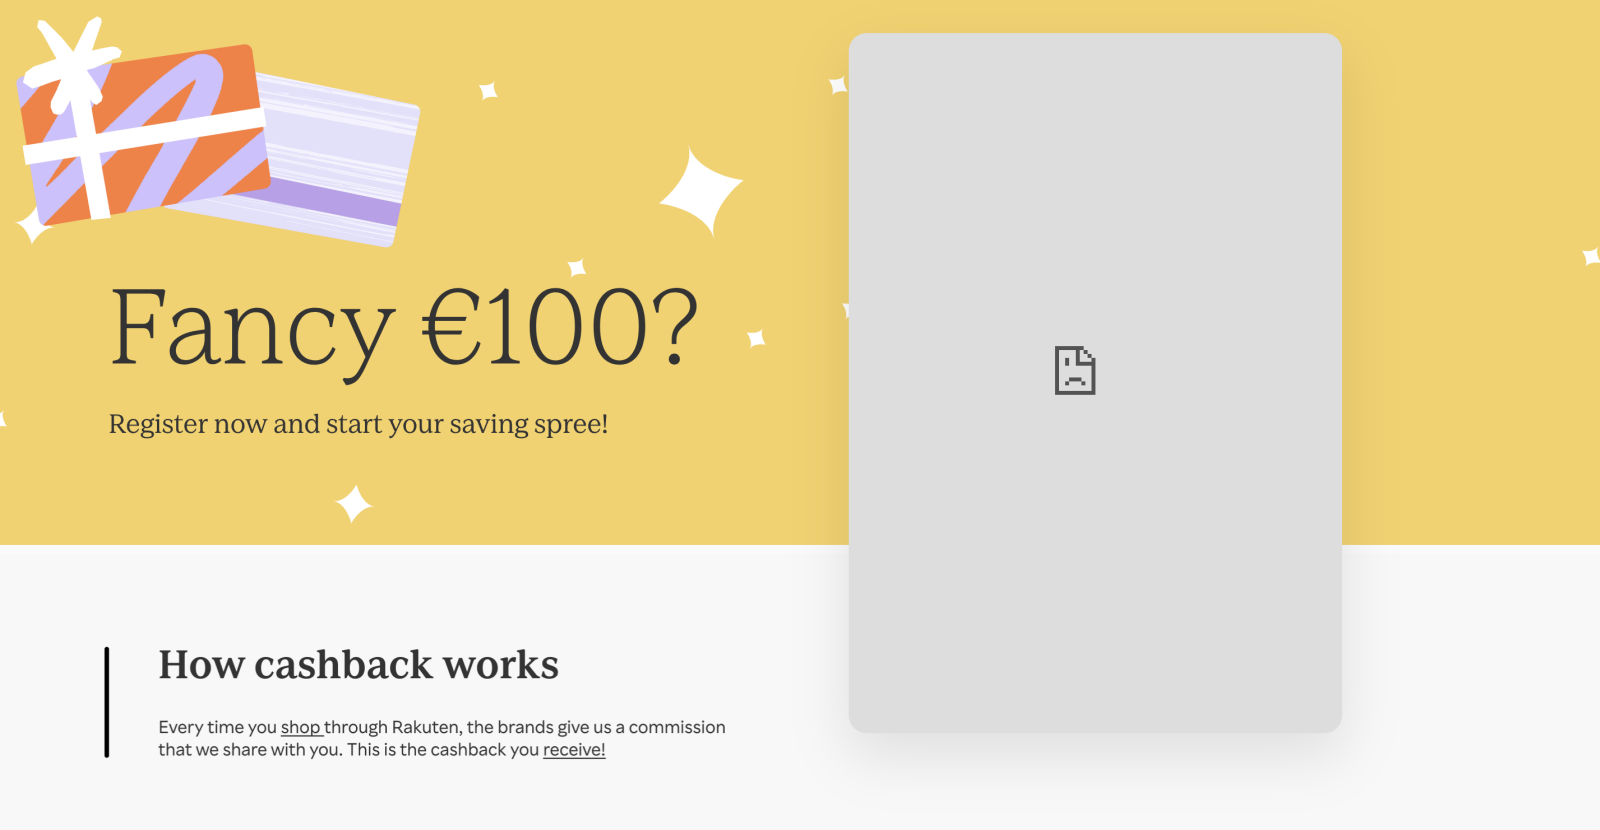 Fancy €100?
Register now and start your saving spree!
How cashback works
Every time you shop through Rakuten, the brands give us a commission
that we share with you. This is the cashback you receive!